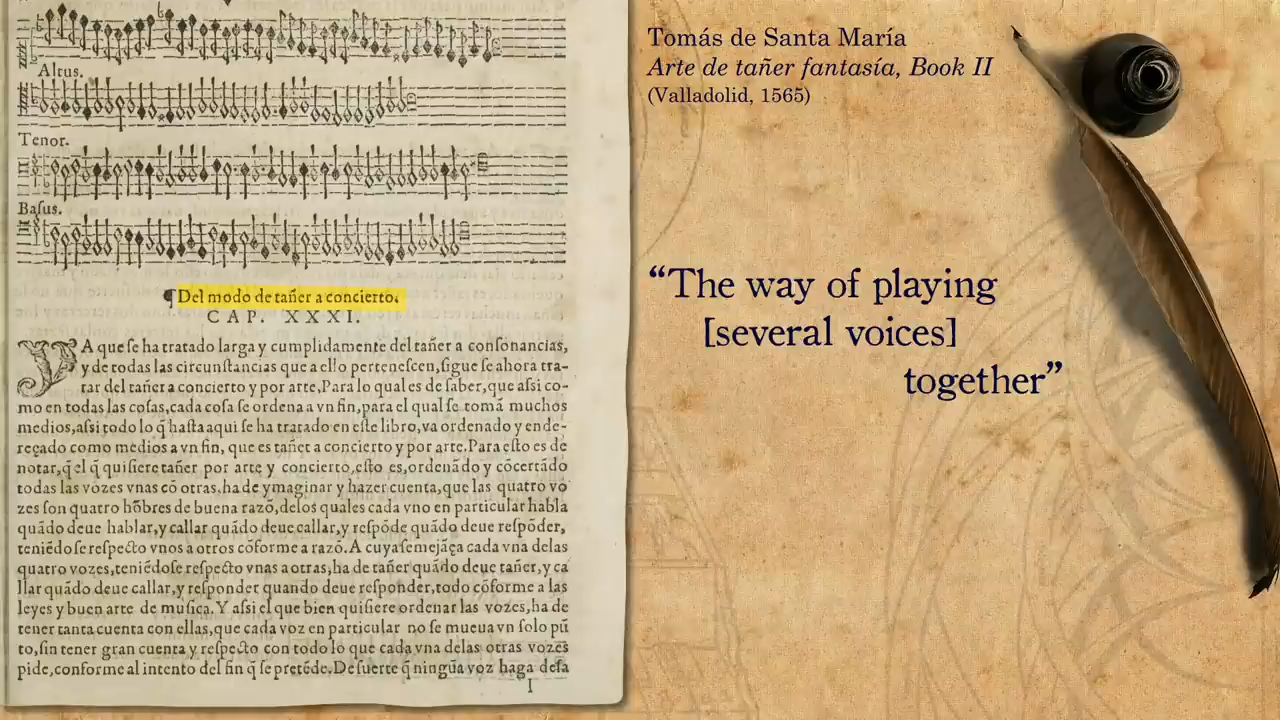 Altus.
Tenor.
Baſus.
¶Del modo de tañer a concierto.
CAP. XXXI.
YA que ſe ha tratado larga y cumplidamente del tañer a conſonancias,
y de todas las circunſtancias que a ello perteneſcen, ſigue ſe ahora tra-
tar del tañer a concierto y por arte, Para lo qual es de ſaber, que aſsi co-
mo en todas las coſas, cada coſa ſe ordena a vn fin, para el qual ſe tomã muchos
medios, aſsi todo lo q̃ haſta aqui ſe ha tratado en eſte libro, va ordenado y ende-
reçado como medios a vn fin, que es tañer a concierto y por arte. Para eſto es de
notar, q̃ el q̃ quiſiere tañer por arte y concierto, eſto es, ordenãdo y cõcertãdo
todas las vozes vnas cõ otras, ha de ymaginar y hazer cuenta, que las quatro vo
zes ſon quatro hõbres de buena razõ, delos quales cada vno en particular habla
quãdo deue hablar, y callar quãdo deue callar, y reſpõde quãdo deue reſpõder,
teniẽdo ſe reſpecto vnos a otros cõforme a razõ. A cuya ſemejãça cada vna delas
quatro vozes, teniẽdoſe reſpecto vnas a otras, ha de tañer quãdo deue tañer, y ca
llar quãdo deue callar, y reſponder quando deue reſponder, todo cõforme a las
leyes y buen arte de muſica. Y aſsi el que bien quiſiere ordenar las vozes, ha de
tener tanta cuenta con ellas, que cada voz en particular no ſe mueua vn ſolo pũ
to, ſin tener gran cuenta y reſpecto con todo lo que cada vna delas otras vozes
pide, conforme al intento del fin q̃ ſe pretẽde. De ſuerte q̃ ningũa voz haga deſa
I
Tomás de Santa María
Arte de tañer fantasía, Book II
(Valladolid, 1565)
“The way of playing
[several voices]
together”